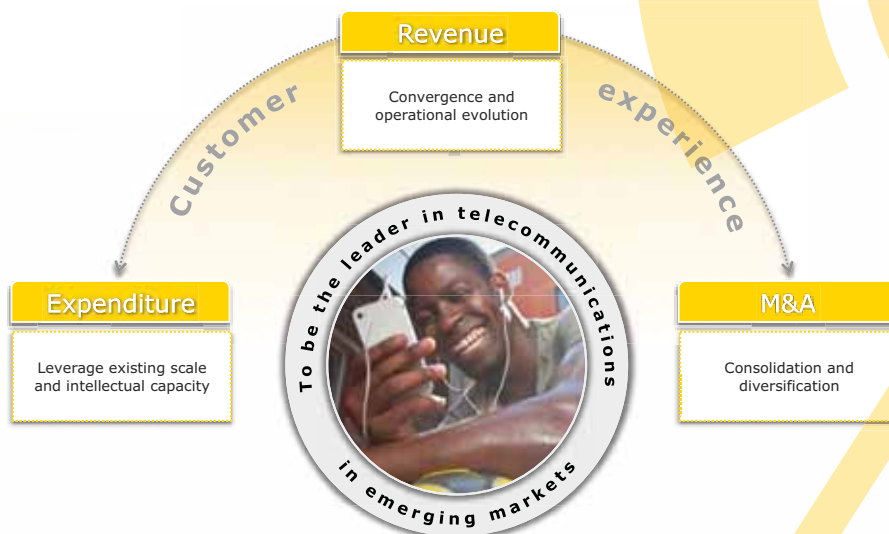 Revenue
Convergence and
operational evolution
Customer experience
To be the leader in telecommunications
in emerging markets
Expenditure
Leverage existing scale
and intellectual capacity
M&A
Consolidation and
diversification